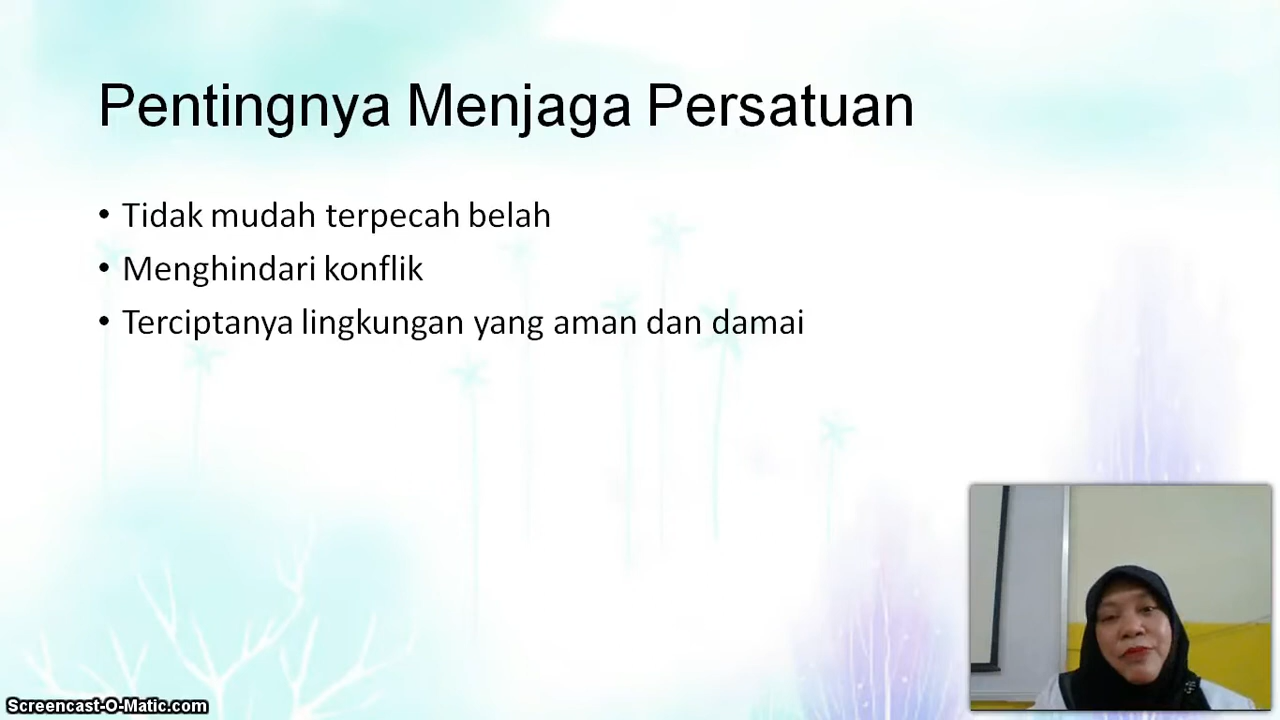 Pentingnya Menjaga Persatuan
• Tidak mudah terpecah belah
• Menghindari konflik
• Terciptanya lingkungan yang aman dan damai
Screencast-O-Matic.com